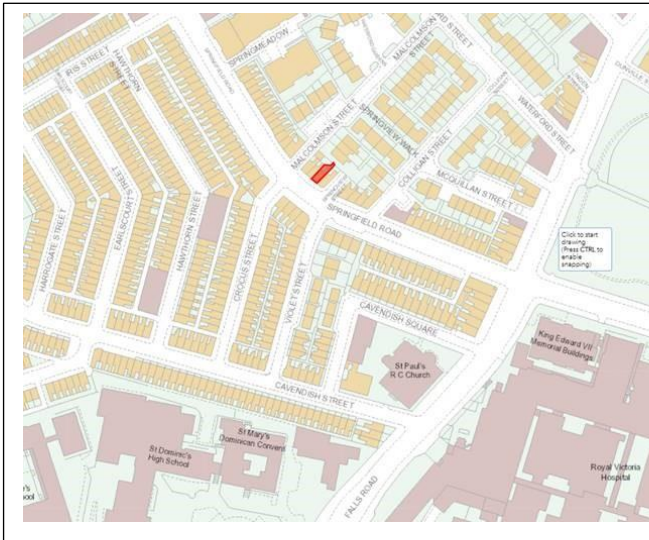 SPRINGMEADOW
HAWTHORN
STREET
IRIS STREET
SPRINGFIELD ROAD
MALCOLMSON STREET
MALCOLMSON STREET
SPRINGVIEW WALK
COLLIGAN STREET
WATERFORD STREET
DUNVILLE
MCQUILLAN STREET
SPRINGFIELD ROAD
HARROGATE STREET
EARLSCOURT
STREET
HAWTHORN STREET
CROCUS STREET
VIOLET STREET
Click to start
drawing
(Press CTRL to
enable
snapping)
CAVENDISH SQUARE
King Edward VII
Memorial Buildings
St Paul's
R C Church
CAVENDISH STREET
St Mary's
Dominican Convent
St Dominic's
High School
Royal Victoria
Hospital
FALLS ROAD